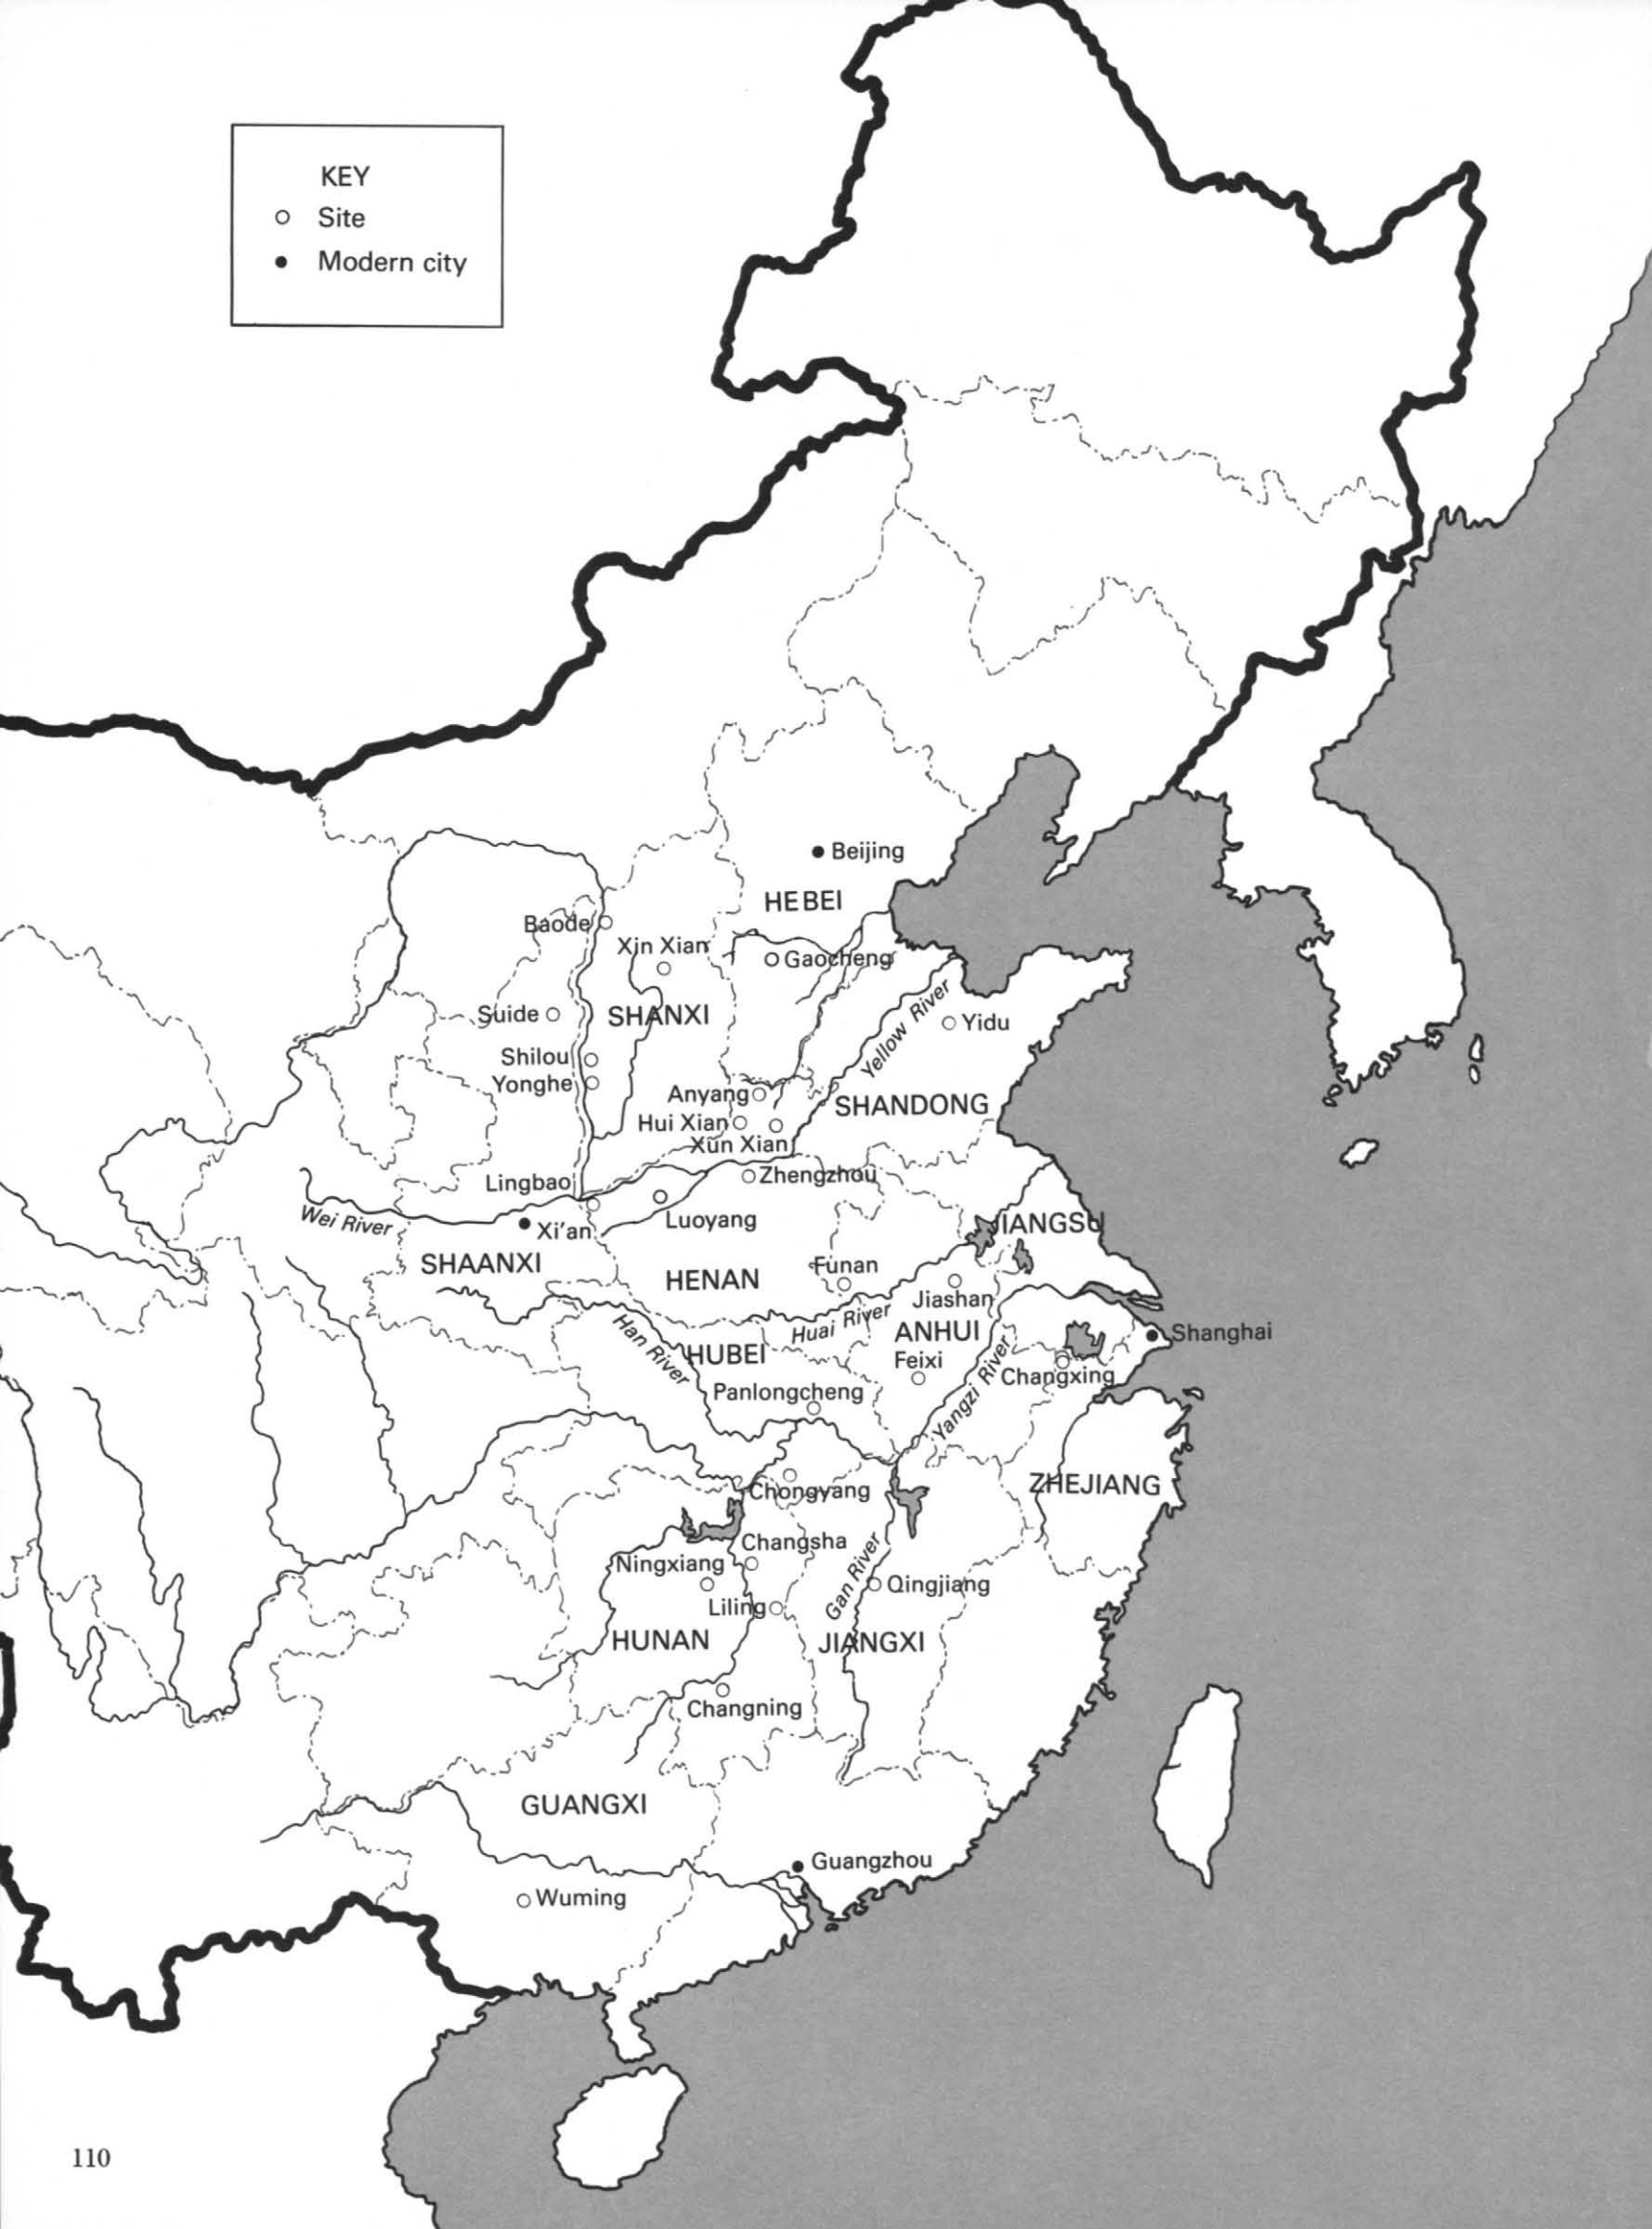 KEY
Site
Modern city
Beijing
HEBEI
Baode
Xin Xian
Gaocheng
Suide
SHANXI
Yellow River
Yidu
Shilou
Yonghe
Anyang
SHANDONG
Hui Xian
Xün Xian
Lingbao
Zhengzhou
Wei River
Xi'an
Luoyang
JIANGSU
SHAANXI
HENAN
Funan
Jiashan
Han River
Huai River
ANHUI
Shanghai
HUBEI
Feixi
Yangzi River
Changxing
Panlongcheng
Chongyang
ZHEJIANG
Changsha
Ningxiang
Gan River
Qingjiang
Liling
HUNAN
JIANGXI
Changning
GUANGXI
Guangzhou
Wuming
110